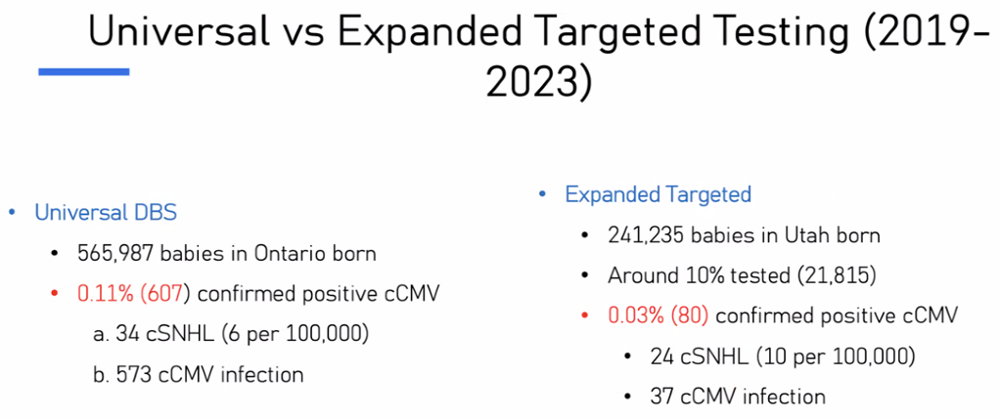 Universal vs Expanded Targeted Testing (2019-
2023)
• Universal DBS
• 565,987 babies in Ontario born
• 0.11% (607) confirmed positive cCMV
a. 34 cSNHL (6 per 100,000)
b. 573 cCMV infection
• Expanded Targeted
• 241,235 babies in Utah born
• Around 10% tested (21,815)
• 0.03% (80) confirmed positive cCMV
• 24 cSNHL (10 per 100,000)
• 37 cCMV infection